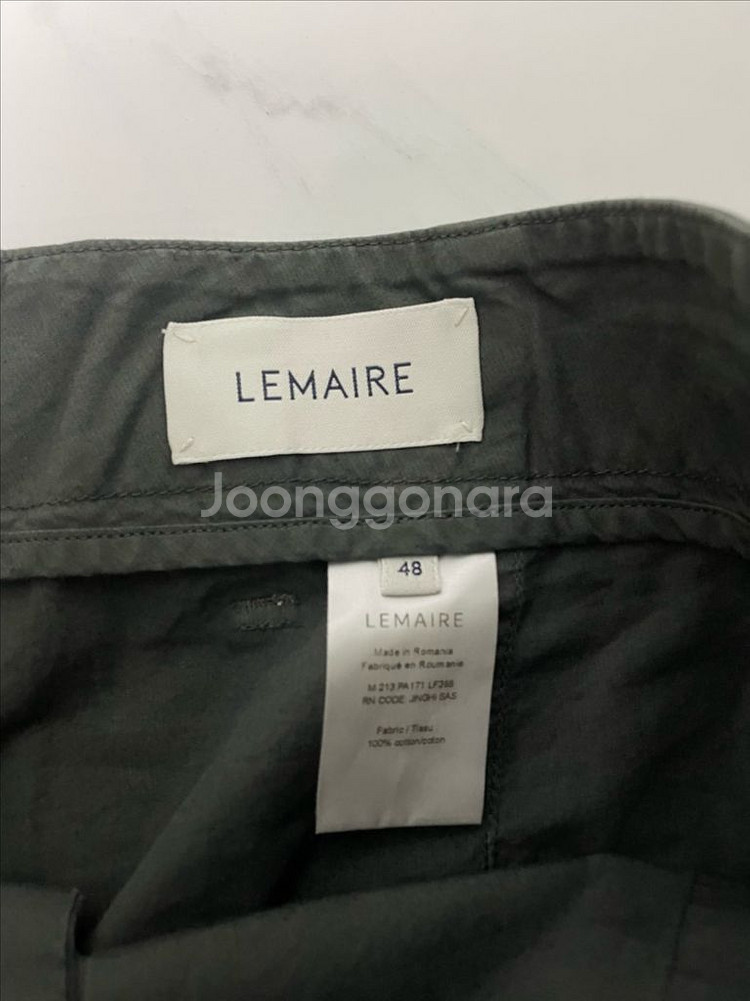 LEMAIRE
Joonggonara
48
LEMAIRE
Made in Romania
Fabriqué en Roumanie
M 213 PA171
RN CODE: JINGHI SAS
Fabric / Tissu :
100% cotton/coton